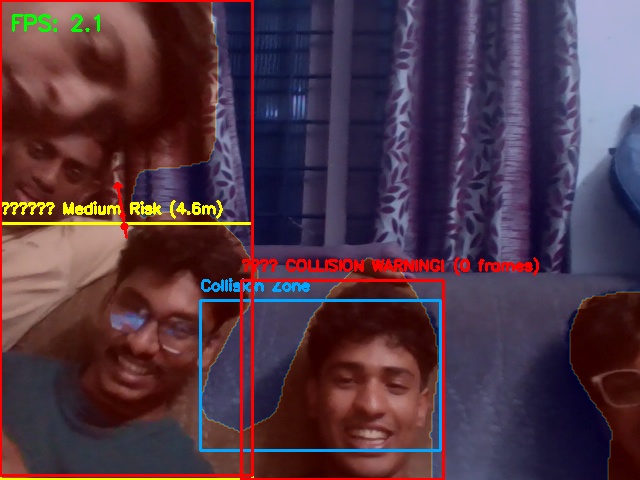 FPS: 2.1
?????? Medium Risk (4.6m)
???? COLLISION WARNING! (0 frames)
Collision Zone